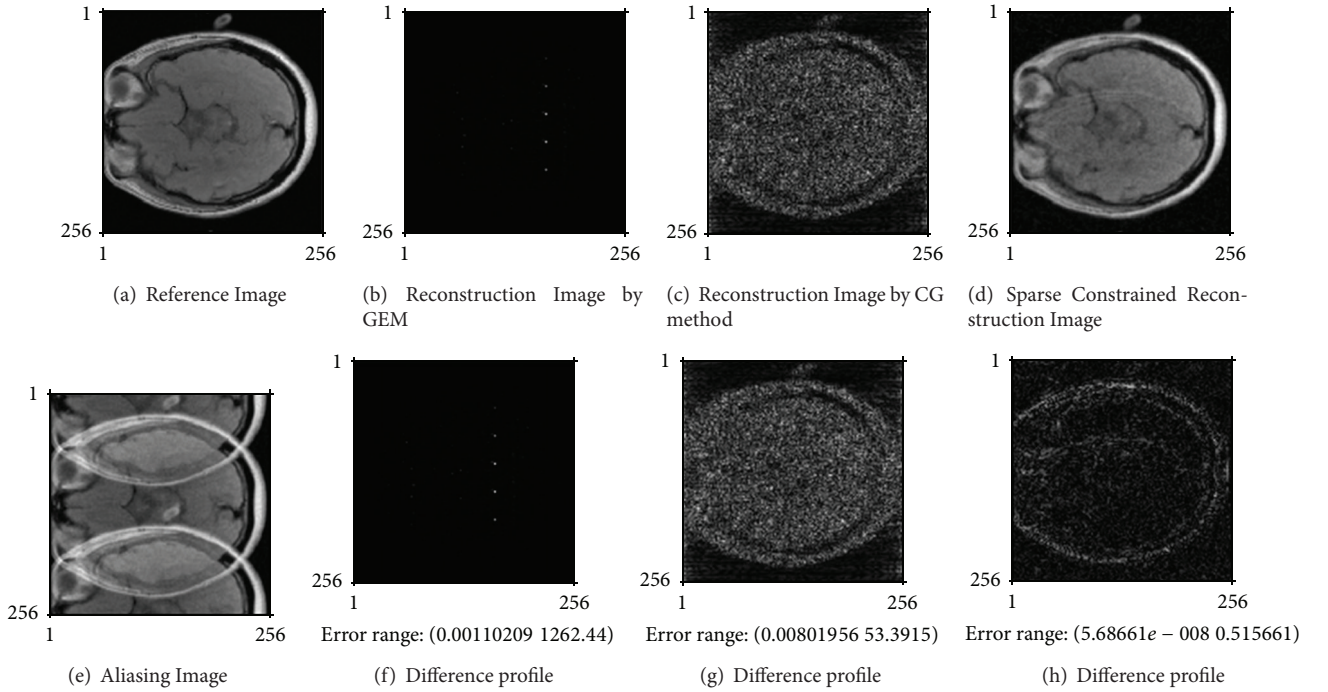 1
256
1
256
(a) Reference Image
1
256
1
256
(b) Reconstruction Image by
GEM
1
256
1
256
(c) Reconstruction Image by CG
method
1
256
1
256
(d) Sparse Constrained Recon-
struction Image
1
256
1
256
(e) Aliasing Image
1
256
1
256
Error range: (0.00110209 1262.44)
(f) Difference profile
1
256
1
256
Error range: (0.00801956 53.3915)
(g) Difference profile
1
256
1
256
Error range: (5.68661e − 008 0.515661)
(h) Difference profile